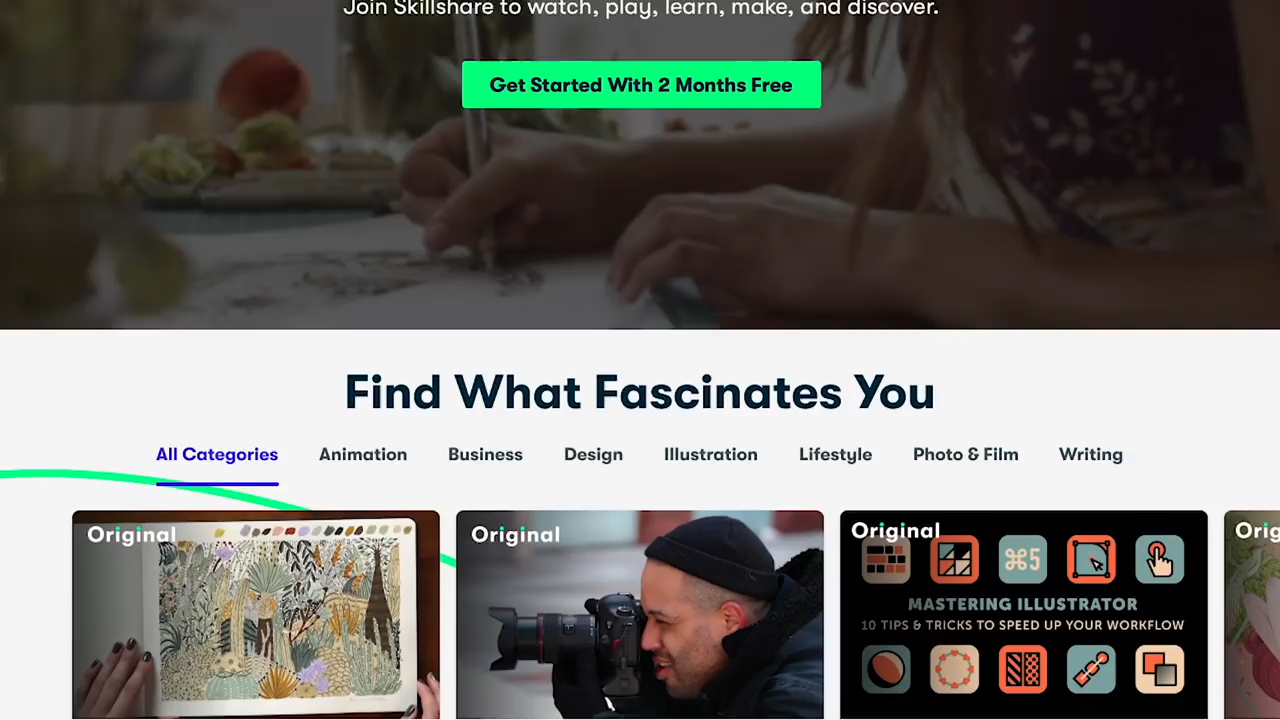 Join Skillshare to watch, play, learn, make, and discover.
Get Started With 2 Months Free
Find What Fascinates You
All Categories Animation Business Design Illustration Lifestyle Photo & Film Writing
Original Original Original Orig
⌘5
MASTERING ILLUSTRATOR
10 TIPS & TRICKS TO SPEED UP YOUR WORKFLOW